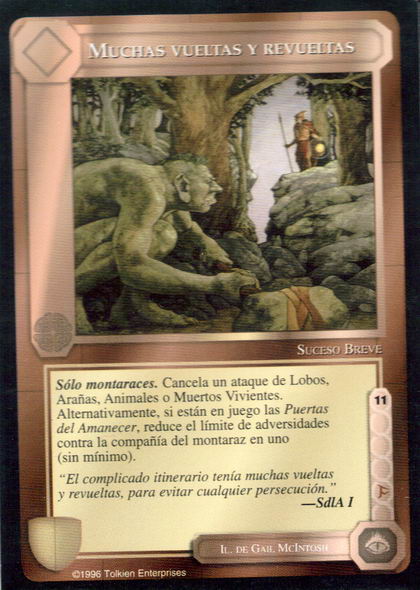 MUCHAS VUELTAS Y REVUELTAS
SUCESO BREVE
Sólo montaraces. Cancela un ataque de Lobos,
Arañas, Animales o Muertos Vivientes.
Alternativamente, si están en juego las Puertas
del Amanecer, reduce el límite de adversidades
contra la compañía del montaraz en uno
(sin mínimo).
11
“El complicado itinerario tenía muchas vueltas
y revueltas, para evitar cualquier persecución.”
—SdlA I
IL. DE GAIL MCINTOSH
©1996 Tolkien Enterprises